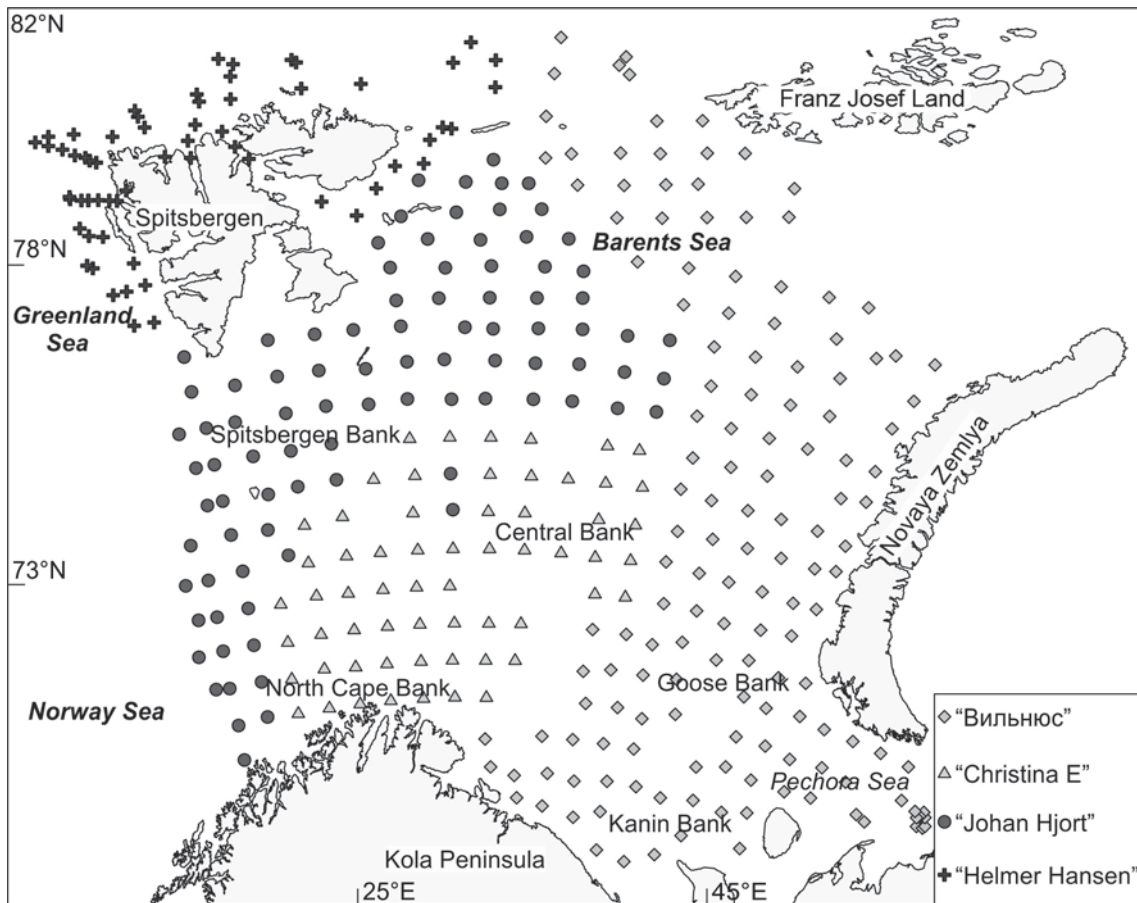 82°N
Franz Josef Land
Spitsbergen
Barents Sea
78°N
Greenland
Sea
Spitsbergen Bank
Novaya Zemlya
Central Bank
73°N
North Cape Bank
Goose Bank
Norway Sea
"Вильнюс"
"Christina E"
Pechora Sea
"Johan Hjort"
Kanin Bank
Kola Peninsula
"Helmer Hansen"
25°E
45°E